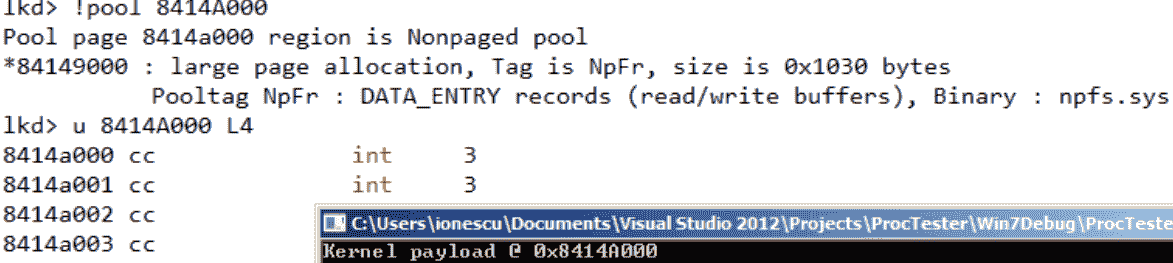 lkd> !pool 8414A000
Pool page 8414a000 region is Nonpaged pool
*84149000 : large page allocation, Tag is NpFr, size is 0x1030 bytes
Pooltag NpFr : DATA_ENTRY records (read/write buffers), Binary : npfs.sys
lkd> u 8414A000 L4
8414a000 cc int 3
8414a001 cc int 3
8414a002 cc
8414a003 cc
C:\Users\ionescu\Documents\Visual Studio 2012\Projects\ProcTester\Win7Debug\ProcTeste
Kernel payload @ 0x8414A000